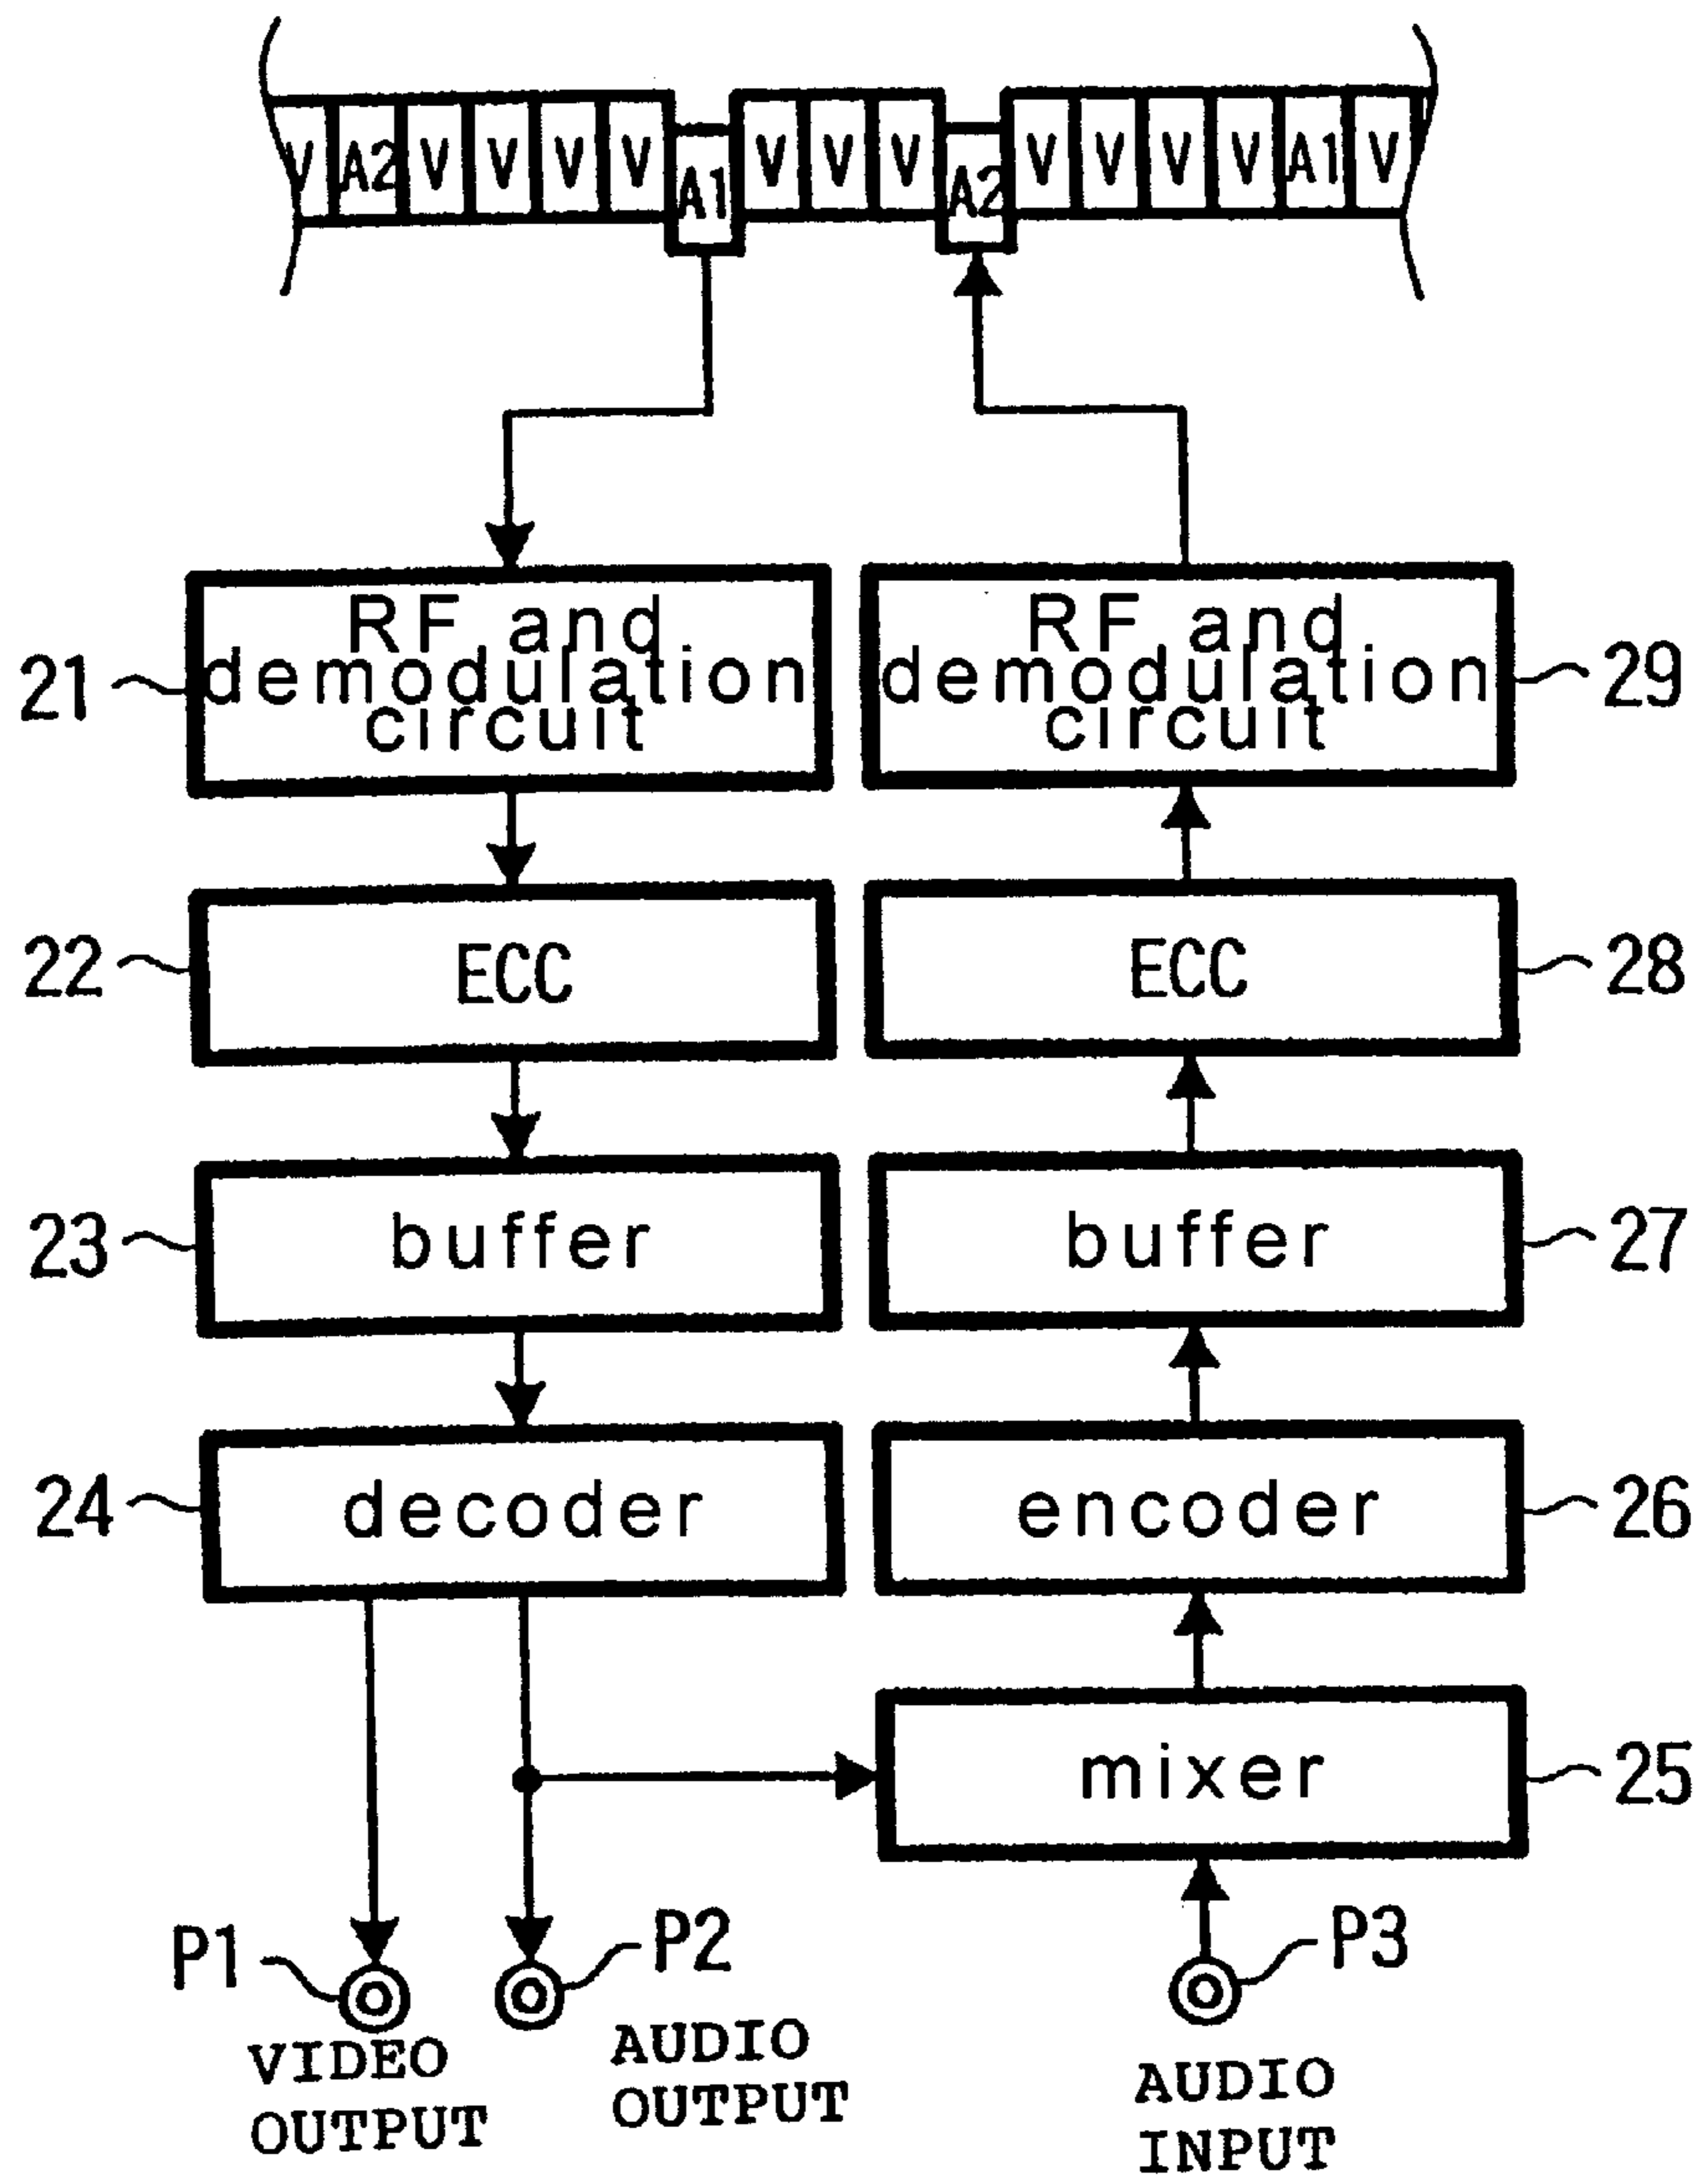 V A2 V V V V A1 V V V A2 V V V V A1 V
RF and RF and
21 demodulation demodulation 29
circuit circuit
22 ECC ECC 28
23 buffer buffer 27
24 decoder encoder 26
mixer 25
P1 P2 P3
VIDEO AUDIO AUDIO
OUTPUT OUTPUT INPUT